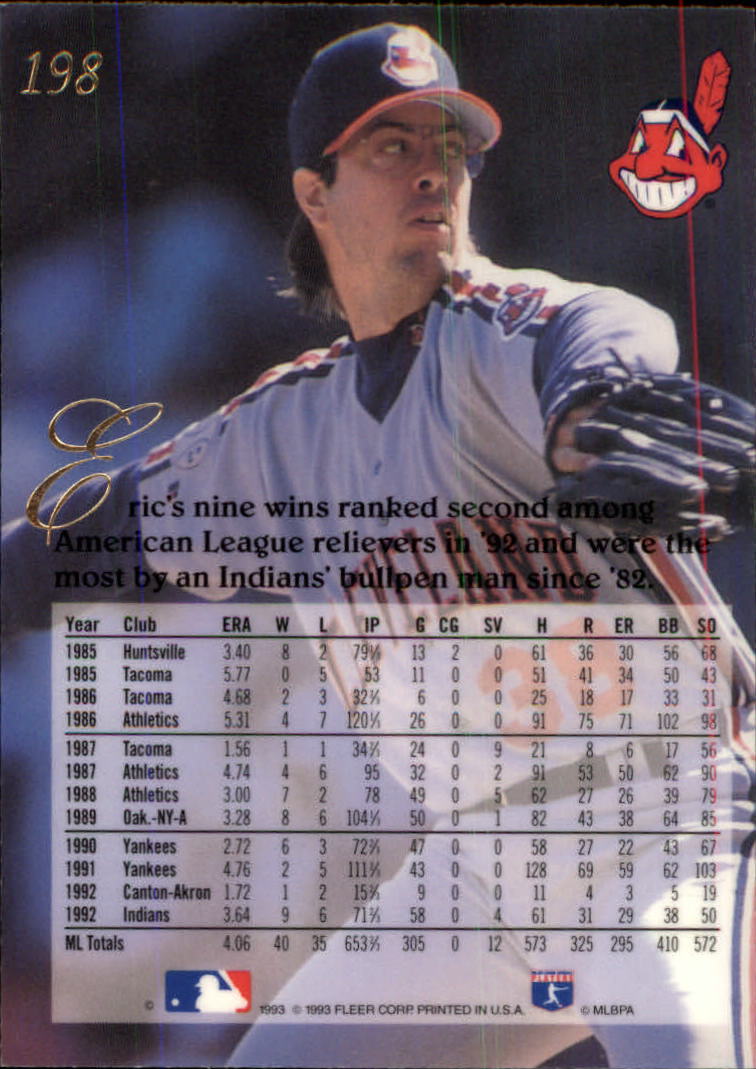 198
Eric's nine wins ranked second among
American League relievers in '92 and were the
most by an Indians' bullpen man since '82.
Year Club ERA W L IP G CG SV H R ER BB SO
1985 Huntsville 3.40 8 2 79⅓ 13 2 0 61 36 30 56 68
1985 Tacoma 5.77 0 5 53 11 0 0 51 41 34 50 43
1986 Tacoma 4.68 2 3 32⅔ 6 0 0 25 18 17 33 31
1986 Athletics 5.31 4 7 120⅓ 26 0 0 91 75 71 102 98
1987 Tacoma 1.56 1 1 34⅔ 24 0 9 21 8 6 17 56
1987 Athletics 4.74 4 6 95 32 0 2 91 53 50 62 90
1988 Athletics 3.00 7 2 78 49 0 5 62 27 26 39 79
1989 Oak.-NY-A 3.28 8 6 104⅓ 50 0 1 82 43 38 64 85
1990 Yankees 2.72 6 3 72⅔ 47 0 0 58 27 22 43 67
1991 Yankees 4.76 2 5 111⅓ 43 0 0 128 69 59 62 103
1992 Canton-Akron 1.72 1 2 15⅔ 9 0 0 11 4 3 5 19
1992 Indians 3.64 9 6 71⅔ 58 0 4 61 31 29 38 50
ML Totals 4.06 40 35 653⅔ 305 0 12 573 325 295 410 572
© 1993 © 1993 FLEER CORP. PRINTED IN U.S.A. PLAYERS © MLBPA